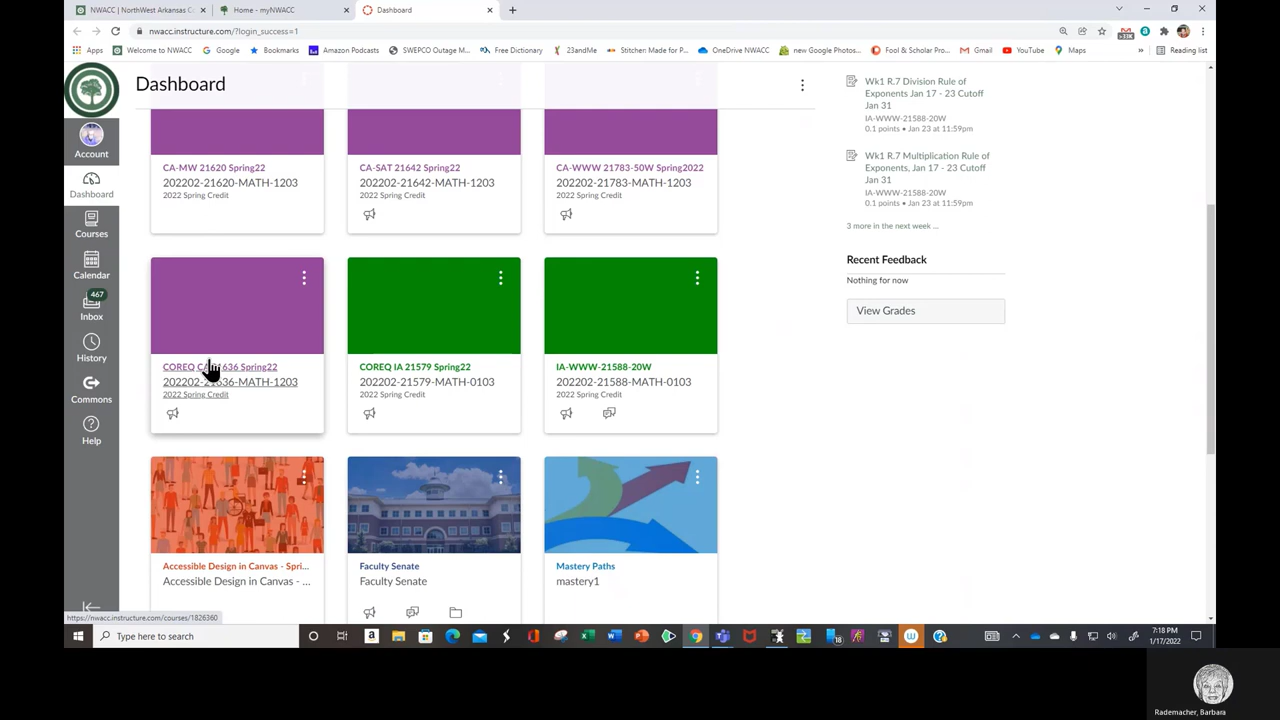 NWACC | NorthWest Arkansas C
Home - myNWACC
Dashboard
nwacc.instructure.com/?login_success=1
Apps
Welcome to NWACC
Google
Bookmarks
Amazon Podcasts
SWEPCO Outage M...
Free Dictionary
23andMe
Stitchen Made for P...
OneDrive NWACC
new Google Photos...
Fool & Scholar Pro...
Gmail
YouTube
Maps
»
Reading list
Account
Dashboard
Courses
Calendar
467
Inbox
History
Commons
Help
Dashboard
CA-MW 21620 Spring22
202202-21620-MATH-1203
2022 Spring Credit
CA-SAT 21642 Spring22
202202-21642-MATH-1203
2022 Spring Credit
CA-WWW 21783-50W Spring2022
202202-21783-MATH-1203
2022 Spring Credit
COREQ 636 Spring22
2022 Spring Credit
COREQ IA 21579 Spring22
202202-21579-MATH-0103
2022 Spring Credit
IA-WWW-21588-20W
202202-21588-MATH-0103
2022 Spring Credit
Accessible Design in Canvas - Spri...
Accessible Design in Canvas - ...
Faculty Senate
Faculty Senate
Mastery Paths
mastery1
Wk1 R.7 Division Rule of
Exponents Jan 17 - 23 Cutoff
Jan 31
IA-WWW-21588-20W
0.1 points • Jan 23 at 11:59pm
Wk1 R.7 Multiplication Rule of
Exponents, Jan 17 - 23 Cutoff
Jan 31
IA-WWW-21588-20W
0.1 points • Jan 23 at 11:59pm
3 more in the next week ...
Recent Feedback
Nothing for now
View Grades
https://nwacc.instructure.com/courses/1826360
Type here to search
7:18 PM
1/17/2022
Rademacher, Barbara